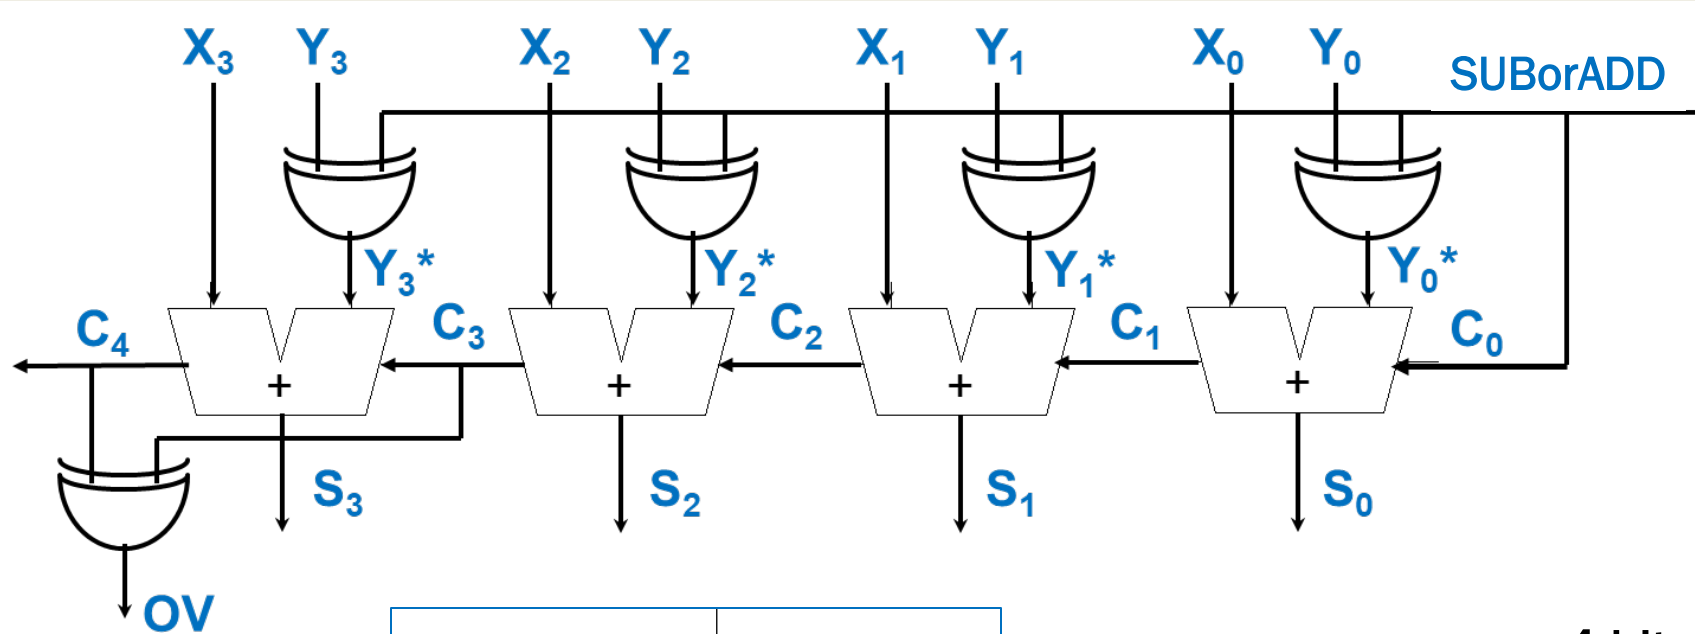 X3 Y3 X2 Y2 X1 Y1 X0 Y0 SUBorADD
Y3* Y2* Y1* Y0*
C4 C3 C2 C1 C0
+ + + +
S3 S2 S1 S0
OV